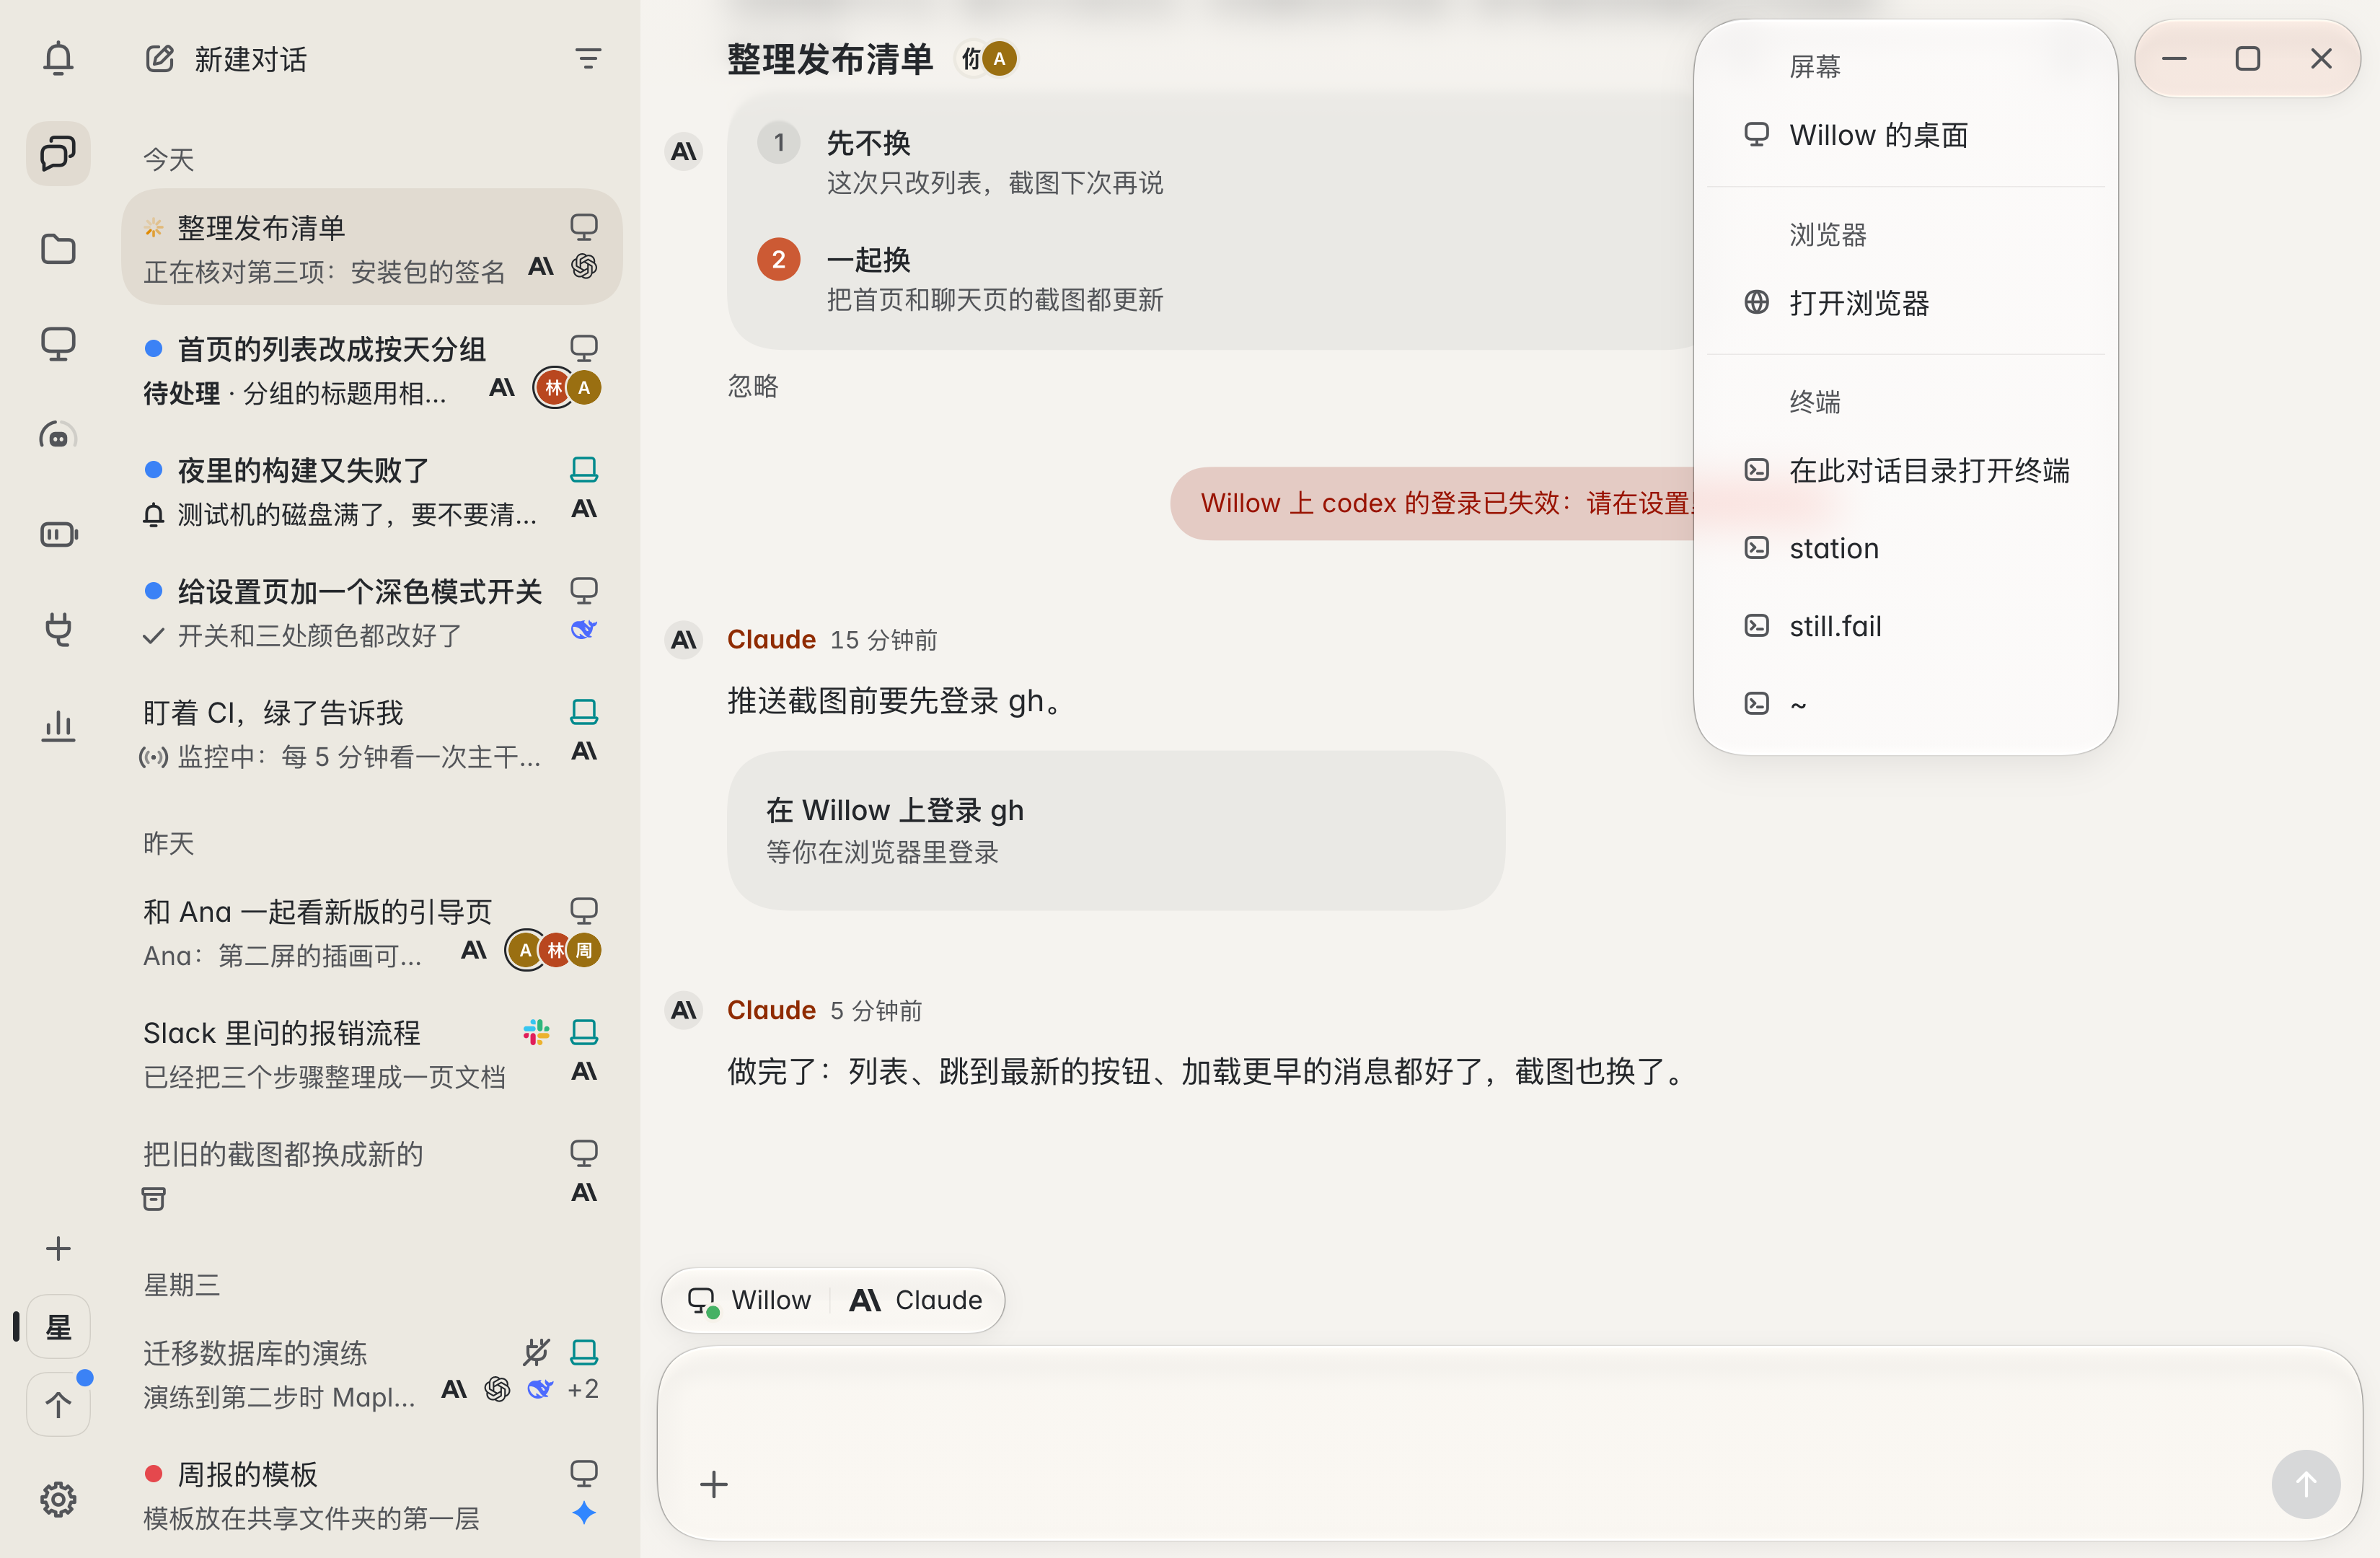 新建对话
今天
整理发布清单
正在核对第三项：安装包的签名
首页的列表改成按天分组
待处理 · 分组的标题用相...
林 A
夜里的构建又失败了
测试机的磁盘满了，要不要清...
给设置页加一个深色模式开关
开关和三处颜色都改好了
盯着 CI，绿了告诉我
监控中：每 5 分钟看一次主干...
昨天
和 Ana 一起看新版的引导页
Ana：第二屏的插画可...
A 林 周
Slack 里问的报销流程
已经把三个步骤整理成一页文档
把旧的截图都换成新的
星期三
迁移数据库的演练
演练到第二步时 Mapl...
+2
周报的模板
模板放在共享文件夹的第一层
星
个
整理发布清单
你 A
1 先不换
这次只改列表，截图下次再说
2 一起换
把首页和聊天页的截图都更新
忽略
Willow 上 codex 的登录已失效：请在设置
Claude 15 分钟前
推送截图前要先登录 gh。
在 Willow 上登录 gh
等你在浏览器里登录
Claude 5 分钟前
做完了：列表、跳到最新的按钮、加载更早的消息都好了，截图也换了。
Willow
Claude
屏幕
Willow 的桌面
浏览器
打开浏览器
终端
在此对话目录打开终端
station
still.fail
~